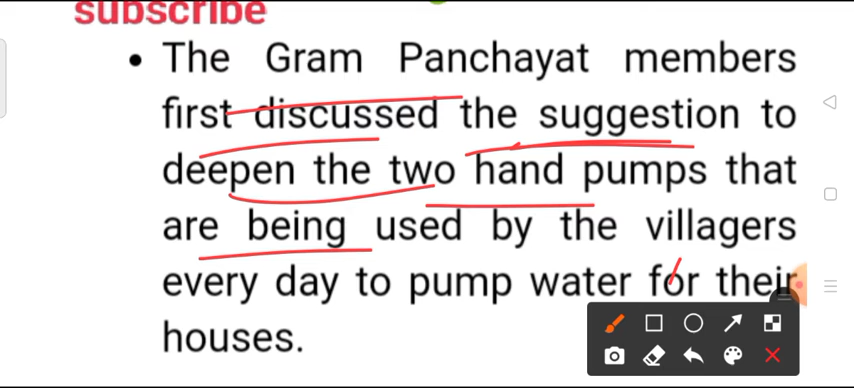 subscribe
• The Gram Panchayat members
first discussed the suggestion to
deepen the two hand pumps that
are being used by the villagers
every day to pump water for their
houses.